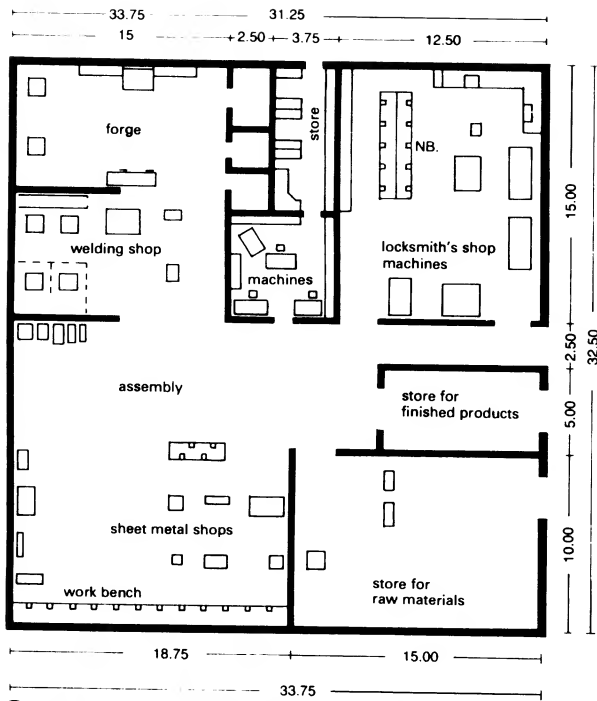 33.75 31.25
15 2.50 3.75 12.50
forge
store
NB.
15.00
welding shop
locksmith's shop
machines
machines
2.50
32.50
assembly
store for
finished products
5.00
sheet metal shops
10.00
work bench
store for
raw materials
18.75 15.00
33.75